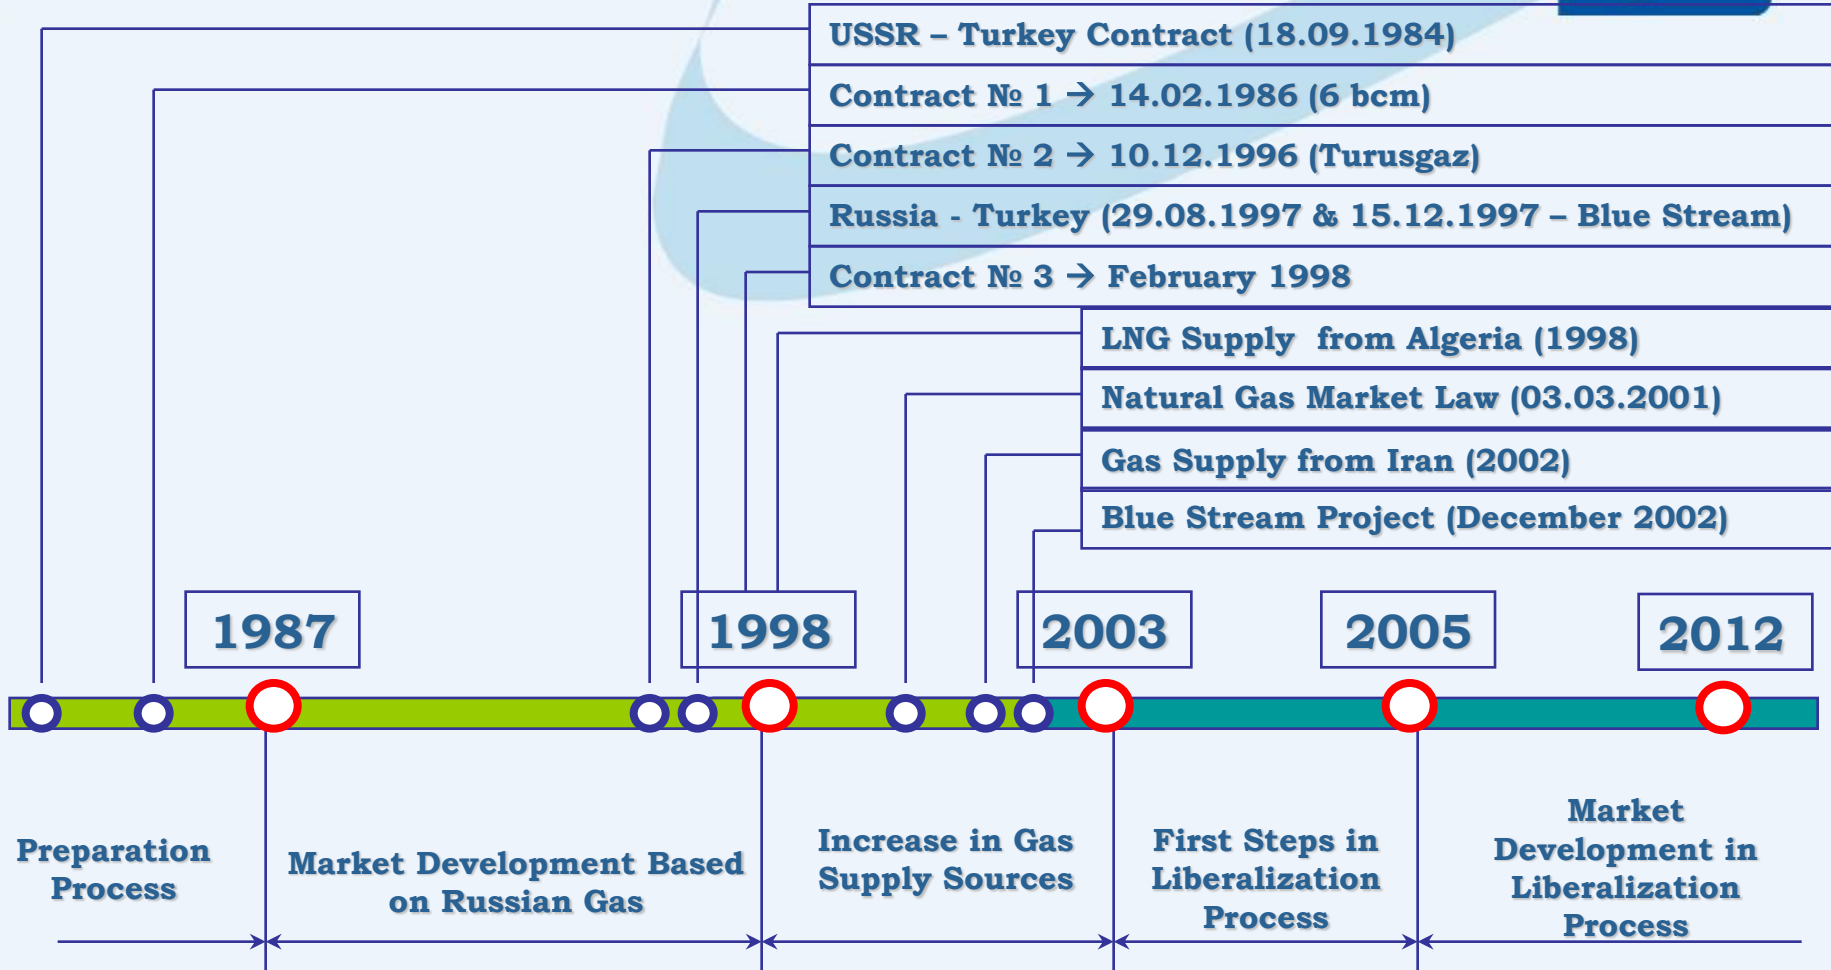 USSR – Turkey Contract (18.09.1984)
Contract № 1 → 14.02.1986 (6 bcm)
Contract № 2 → 10.12.1996 (Turusgaz)
Russia - Turkey (29.08.1997 & 15.12.1997 – Blue Stream)
Contract № 3 → February 1998
LNG Supply  from Algeria (1998)
Natural Gas Market Law (03.03.2001)
Gas Supply from Iran (2002)
Blue Stream Project (December 2002)
1987
1998
2003
2005
2012
Preparation
Process
Market Development Based
on Russian Gas
Increase in Gas
Supply Sources
First Steps in
Liberalization
Process
Market
Development in
Liberalization
Process